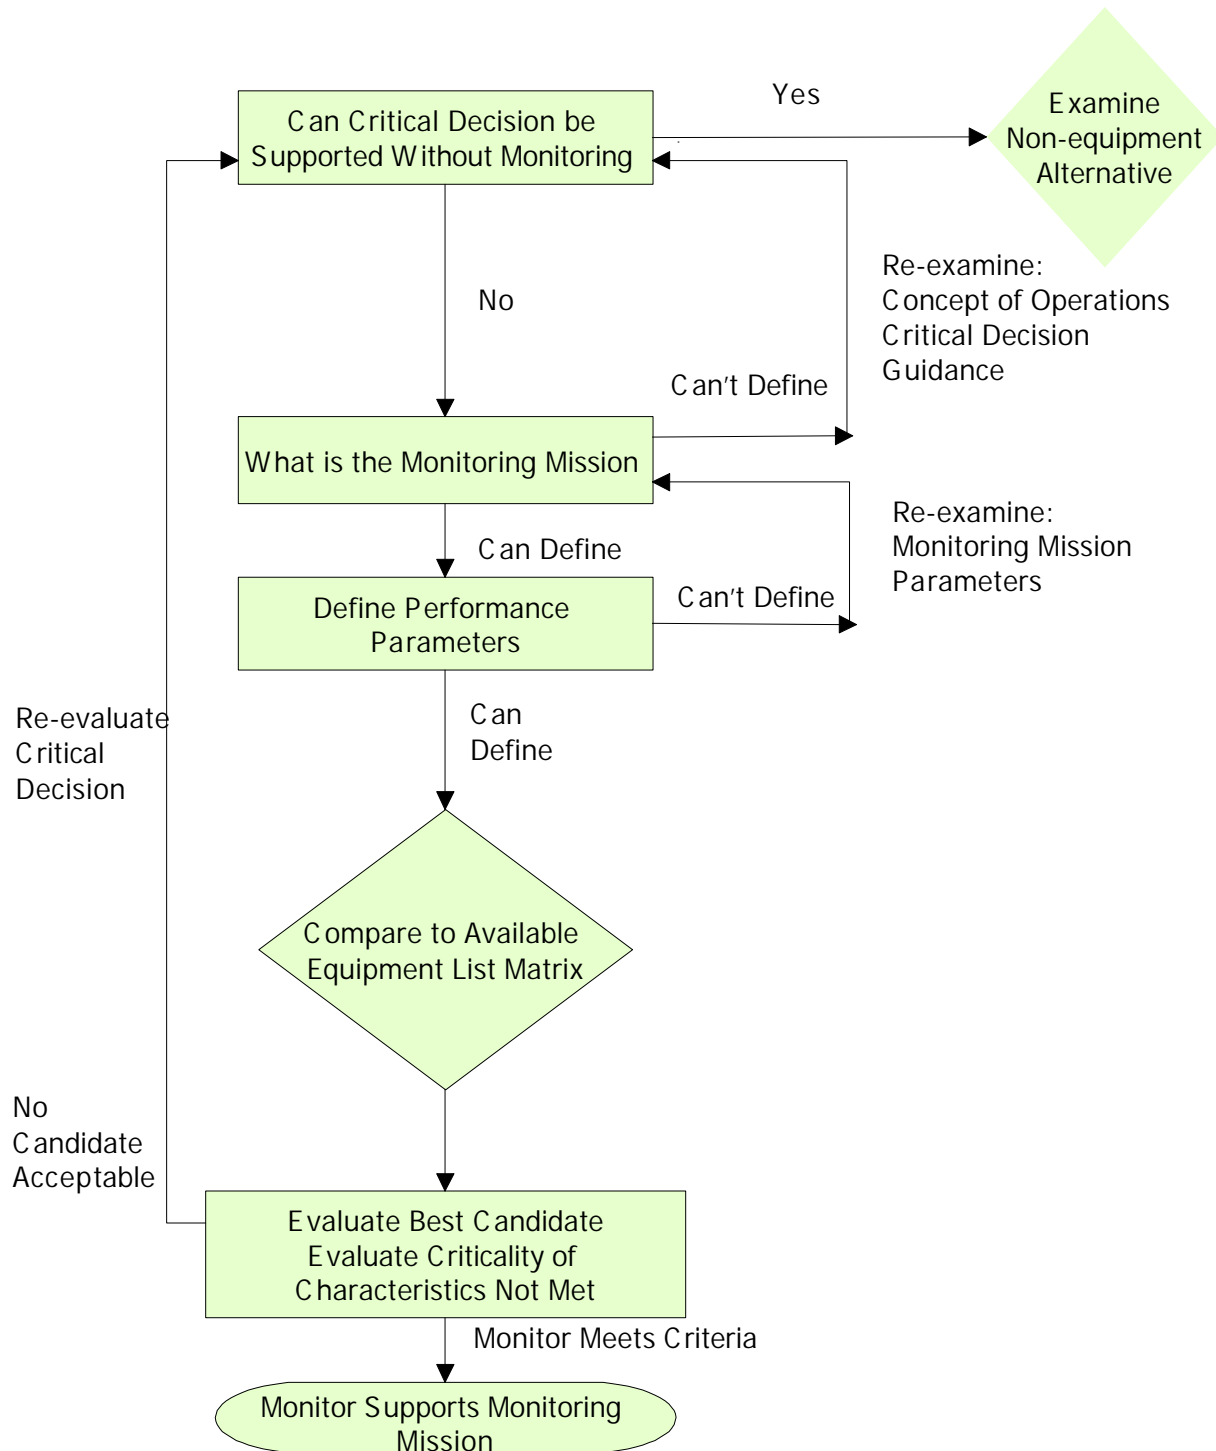 Yes
Examine
Non-equipment
Alternative
Can Critical Decision be
Supported Without Monitoring
Re-examine:
Concept of Operations
Critical Decision
Guidance
No
Can't Define
What is the Monitoring Mission
Re-examine:
Monitoring Mission
Parameters
Can Define
Can't Define
Define Performance
Parameters
Re-evaluate
Critical
Decision
Can
Define
Compare to Available
Equipment List Matrix
No
Candidate
Acceptable
Evaluate Best Candidate
Evaluate Criticality of
Characteristics Not Met
Monitor Meets Criteria
Monitor Supports Monitoring
Mission